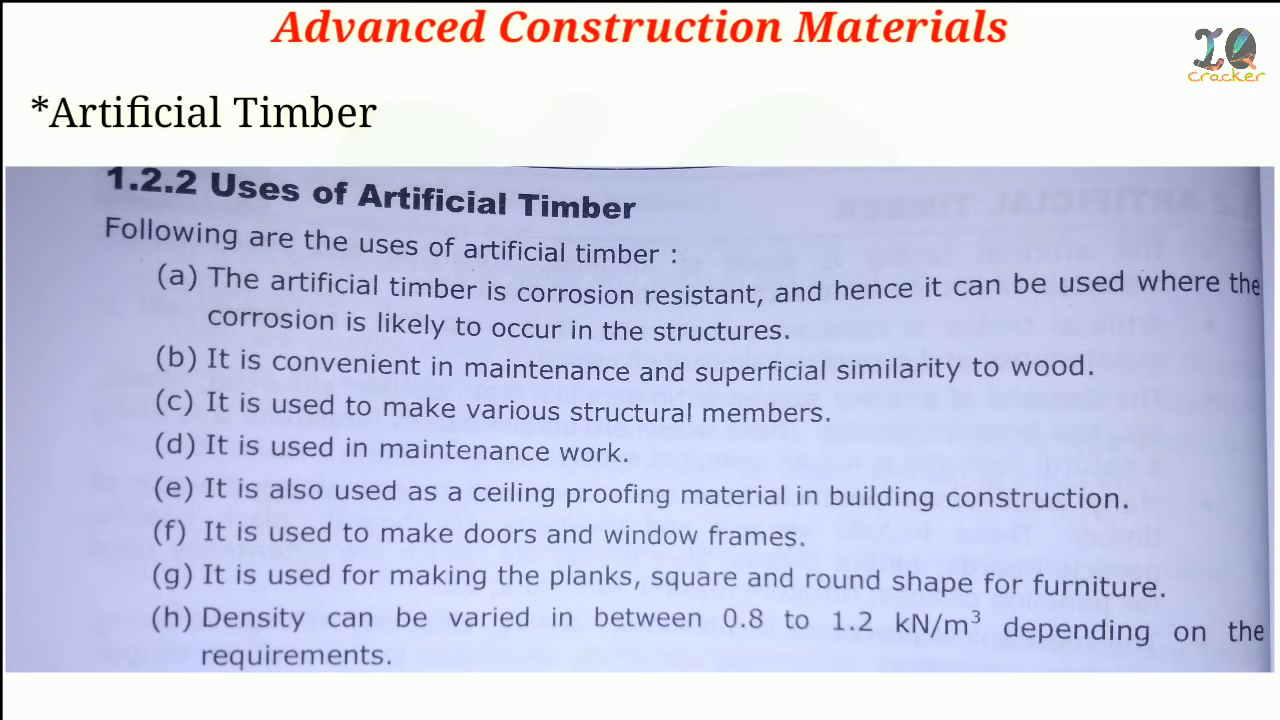 Advanced Construction Materials
IQ
Cracker
*Artificial Timber
1.2.2 Uses of Artificial Timber
Following are the uses of artificial timber :
(a) The artificial timber is corrosion resistant, and hence it can be used where the
corrosion is likely to occur in the structures.
(b) It is convenient in maintenance and superficial similarity to wood.
(c) It is used to make various structural members.
(d) It is used in maintenance work.
(e) It is also used as a ceiling proofing material in building construction.
(f) It is used to make doors and window frames.
(g) It is used for making the planks, square and round shape for furniture.
(h) Density can be varied in between 0.8 to 1.2 kN/m³ depending on the
requirements.